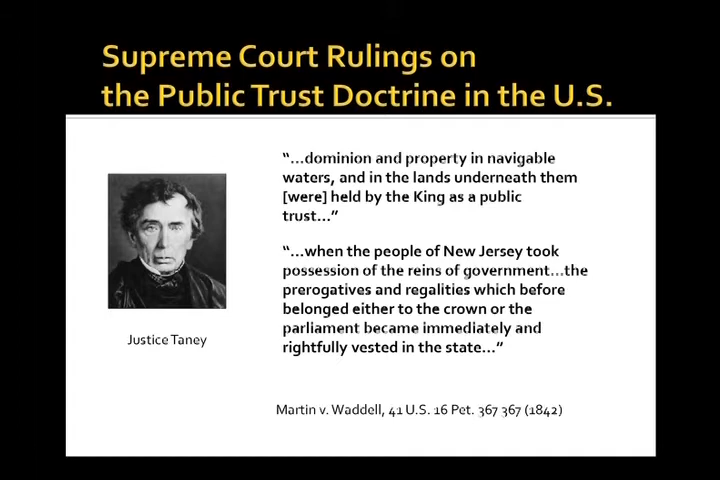 Supreme Court Rulings on
the Public Trust Doctrine in the U.S.
“...dominion and property in navigable
waters, and in the lands underneath them
[were] held by the King as a public
trust...”
“...when the people of New Jersey took
possession of the reins of government...the
prerogatives and regalities which before
belonged either to the crown or the
parliament became immediately and
rightfully vested in the state...”
Justice Taney
Martin v. Waddell, 41 U.S. 16 Pet. 367 367 (1842)